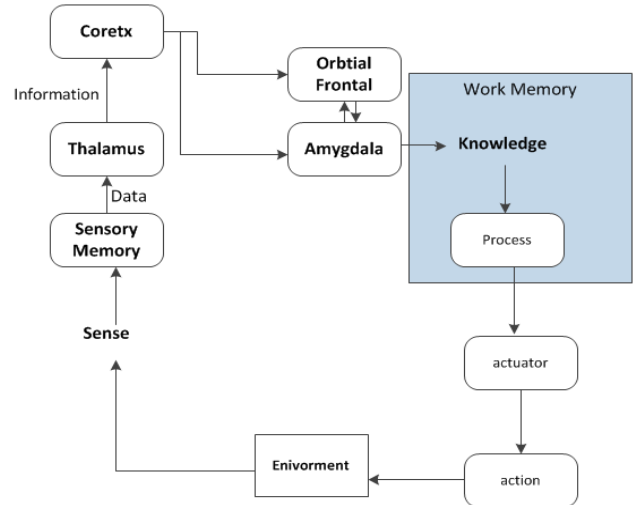 Coretx
Orbtial
Frontal
Work Memory
Information
Thalamus
Amygdala
Knowledge
Data
Sensory
Memory
Process
Sense
actuator
Enivorment
action